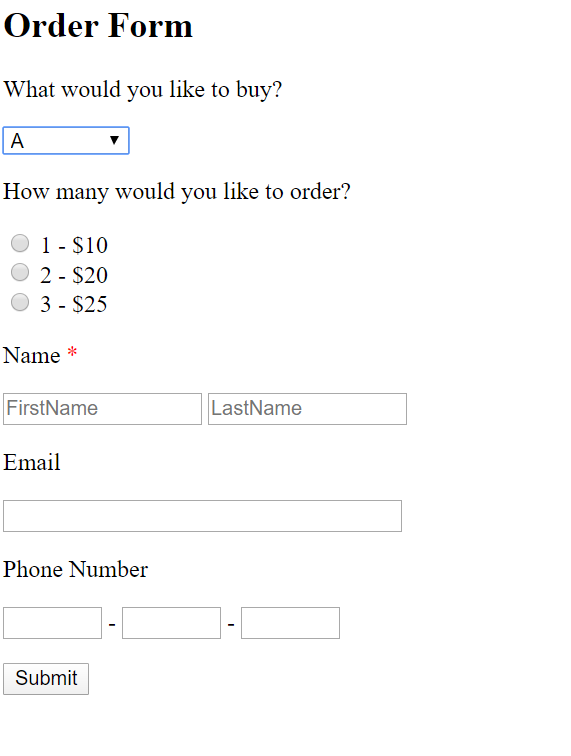 Order Form
What would you like to buy?
A
How many would you like to order?
1 - $10
2 - $20
3 - $25
Name *
FirstName LastName
Email
Phone Number
- -
Submit